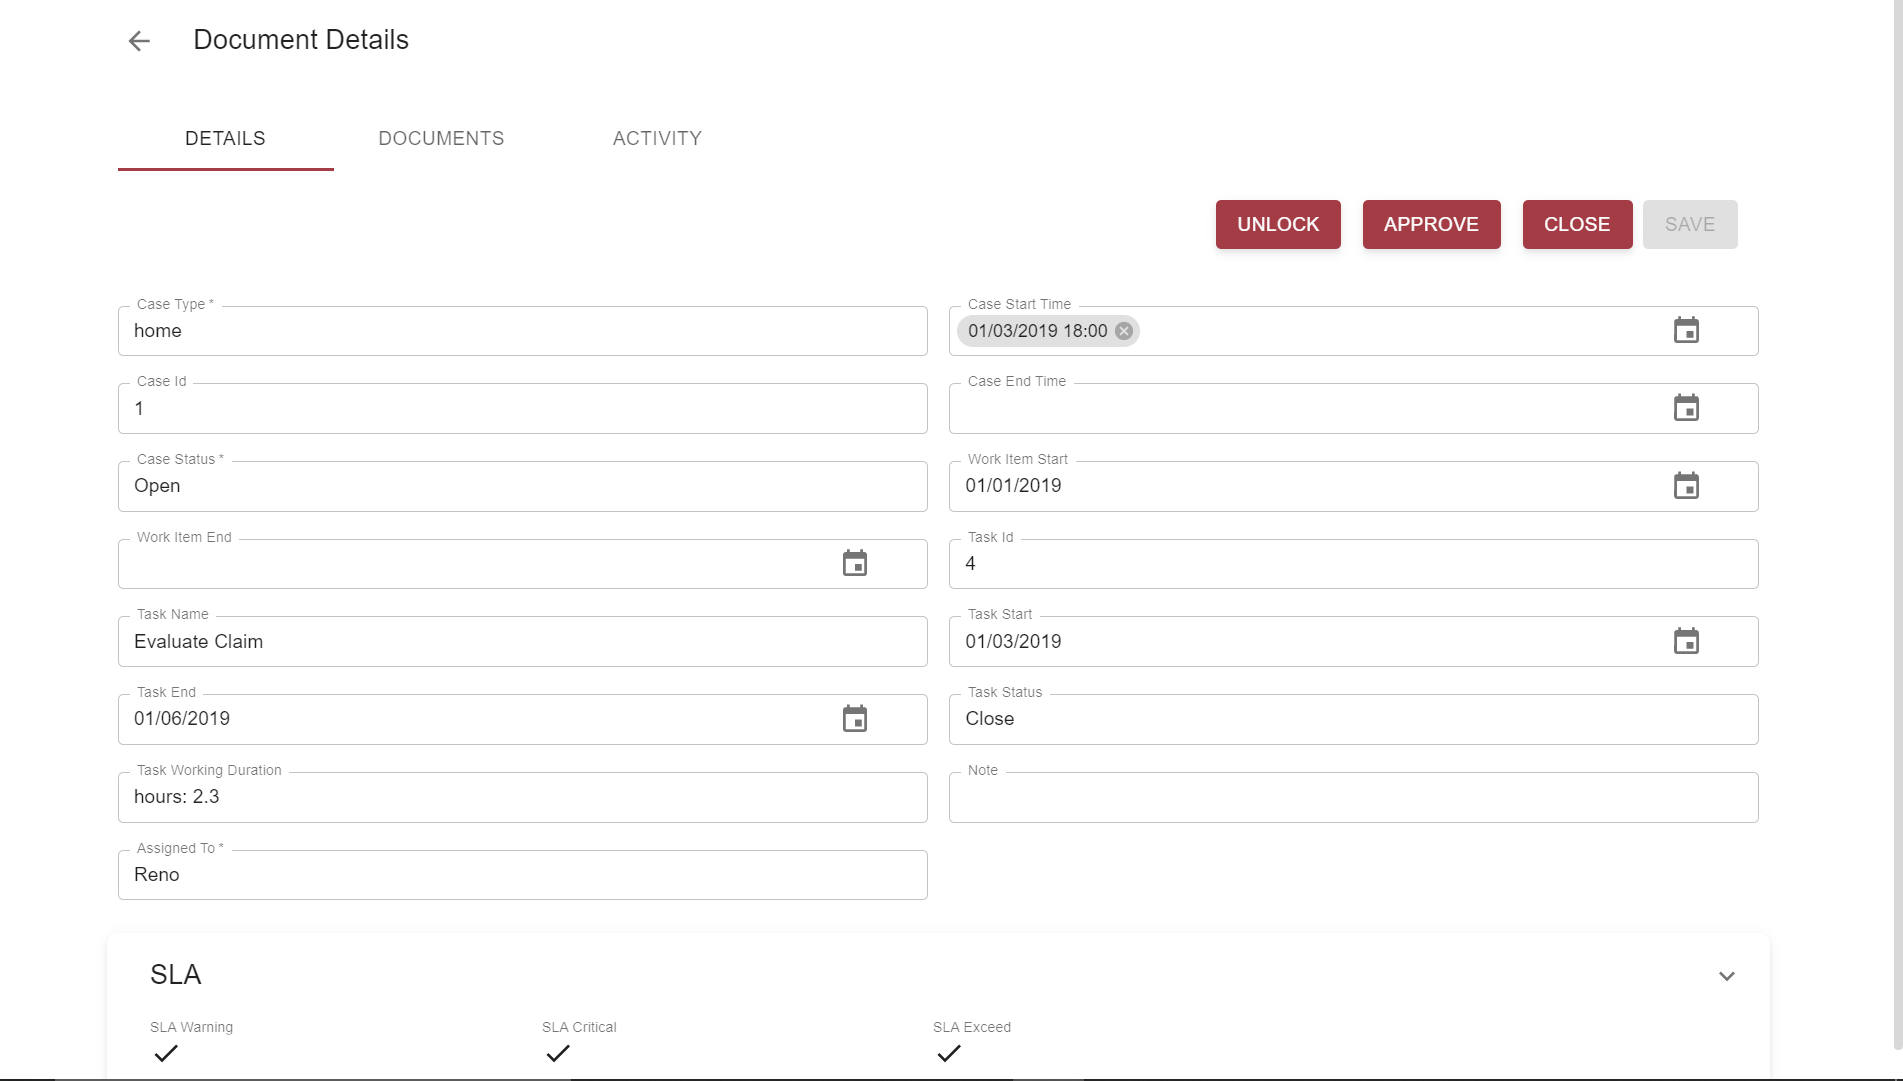 Document Details
DETAILS
DOCUMENTS
ACTIVITY
UNLOCK
APPROVE
CLOSE
SAVE
Case Type *
home
Case Start Time
01/03/2019 18:00
Case Id
1
Case End Time
Case Status *
Open
Work Item Start
01/01/2019
Work Item End
Task Id
4
Task Name
Evaluate Claim
Task Start
01/03/2019
Task End
01/06/2019
Task Status
Close
Task Working Duration
hours: 2.3
Note
Assigned To *
Reno
SLA
SLA Warning
SLA Critical
SLA Exceed